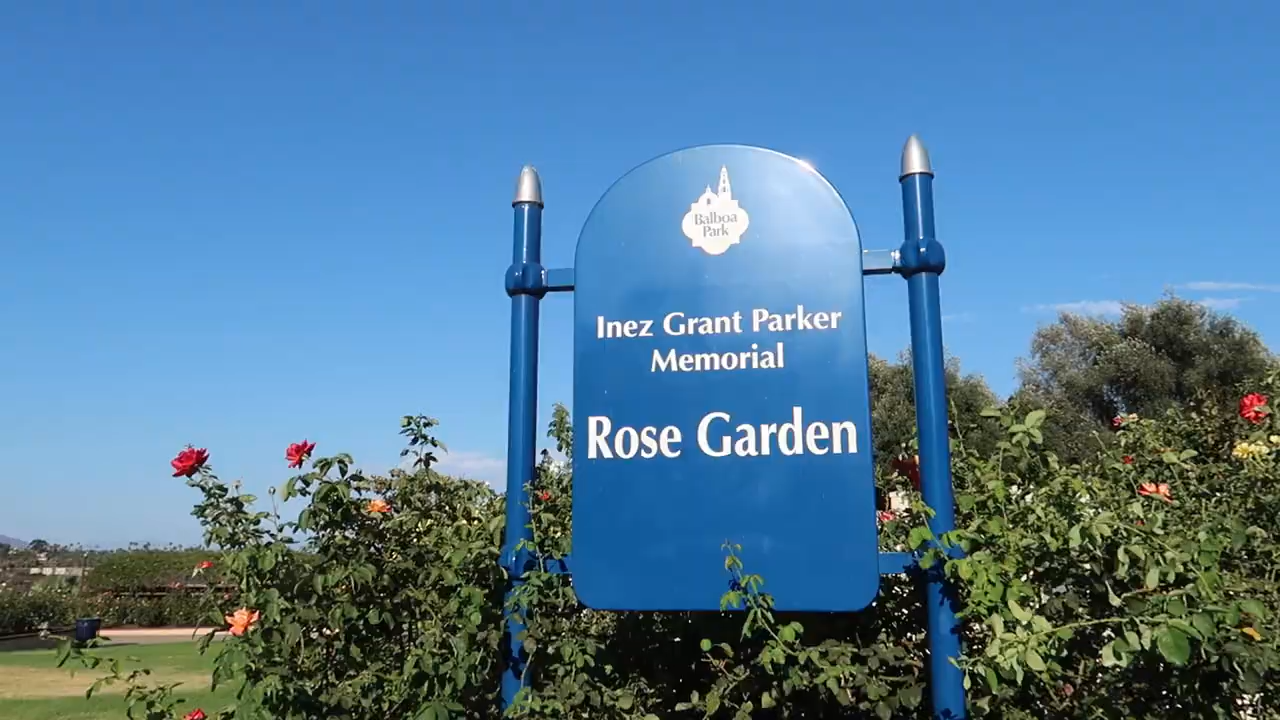 Balboa
Park
Inez Grant Parker
Memorial
Rose Garden